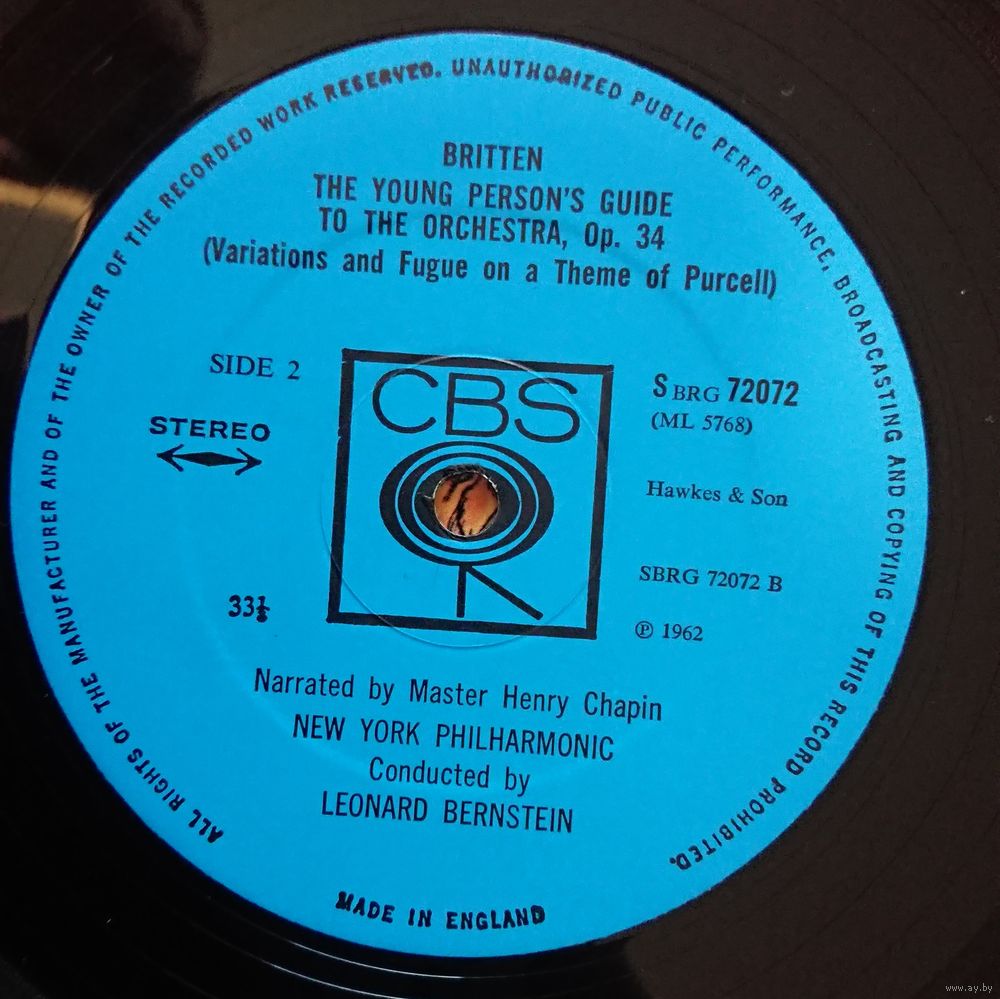 ALL RIGHTS OF THE MANUFACTURER AND OF THE OWNER OF THE RECORDED WORK RESERVED. UNAUTHORIZED PUBLIC PERFORMANCE, BROADCASTING AND COPYING OF THIS RECORD PROHIBITED.
BRITTEN
THE YOUNG PERSON'S GUIDE
TO THE ORCHESTRA, Op. 34
(Variations and Fugue on a Theme of Purcell)
SIDE 2
STEREO
33⅓
CBS
S BRG 72072
(ML 5768)
Hawkes & Son
SBRG 72072 B
℗ 1962
Narrated by Master Henry Chapin
NEW YORK PHILHARMONIC
Conducted by
LEONARD BERNSTEIN
MADE IN ENGLAND
www.ay.by